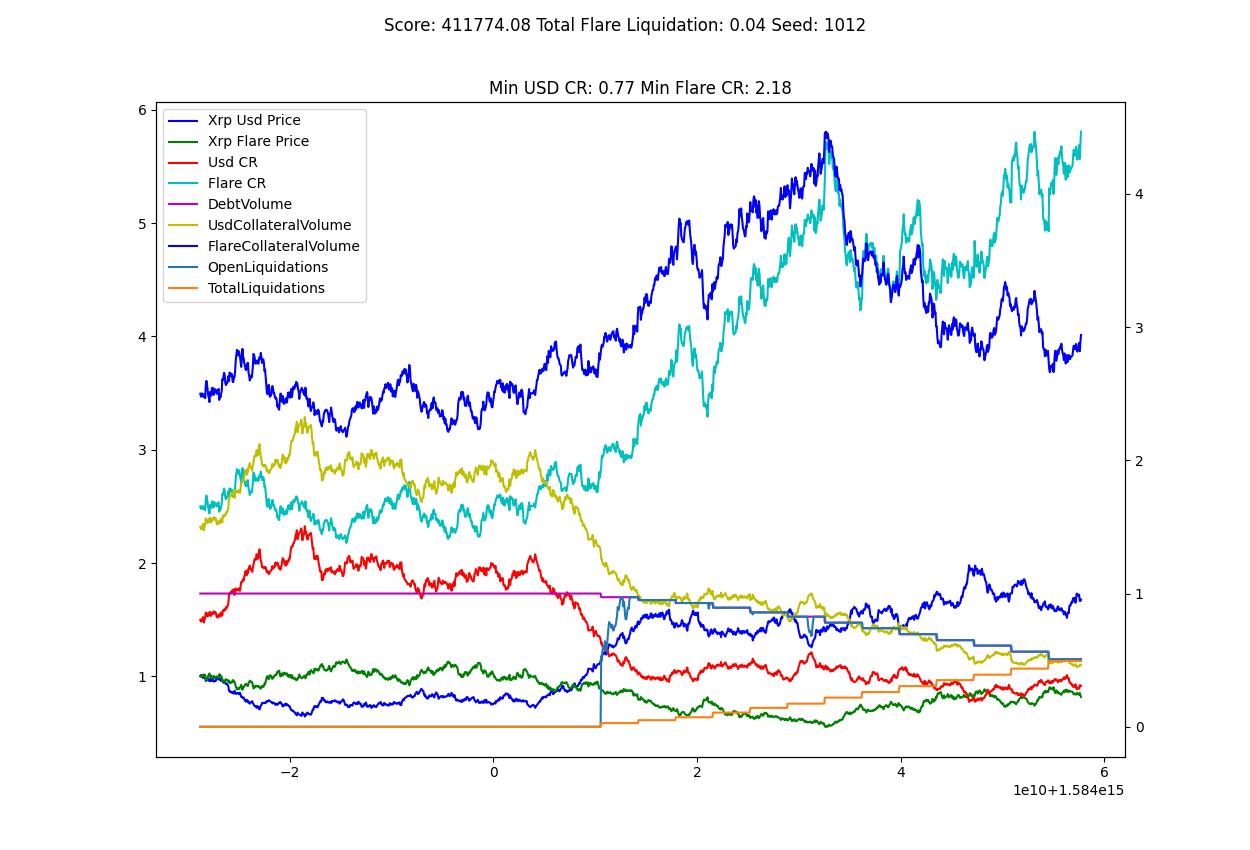 Score: 411774.08 Total Flare Liquidation: 0.04 Seed: 1012
Min USD CR: 0.77 Min Flare CR: 2.18
Xrp Usd Price
Xrp Flare Price
Usd CR
Flare CR
DebtVolume
UsdCollateralVolume
FlareCollateralVolume
OpenLiquidations
TotalLiquidations
6
5
4
3
2
1
4
3
2
1
0
−2
0
2
4
6
1e10+1.584e15